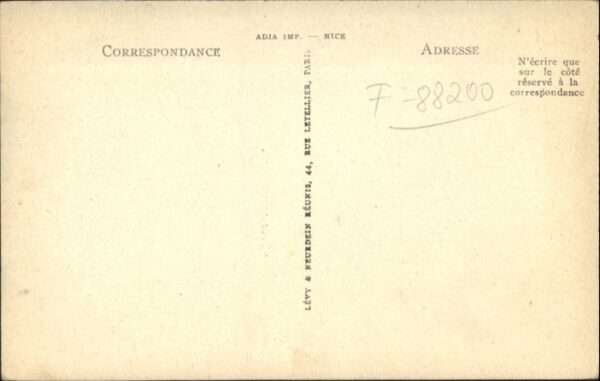 ADIA IMP. — NICE
CORRESPONDANCE
ADRESSE
N'écrire que
sur le côté
réservé à la
correspondance
F-88200
LÉVY & NEURDEIN RÉUNIS, 44, RUE LETELLIER, PARIS